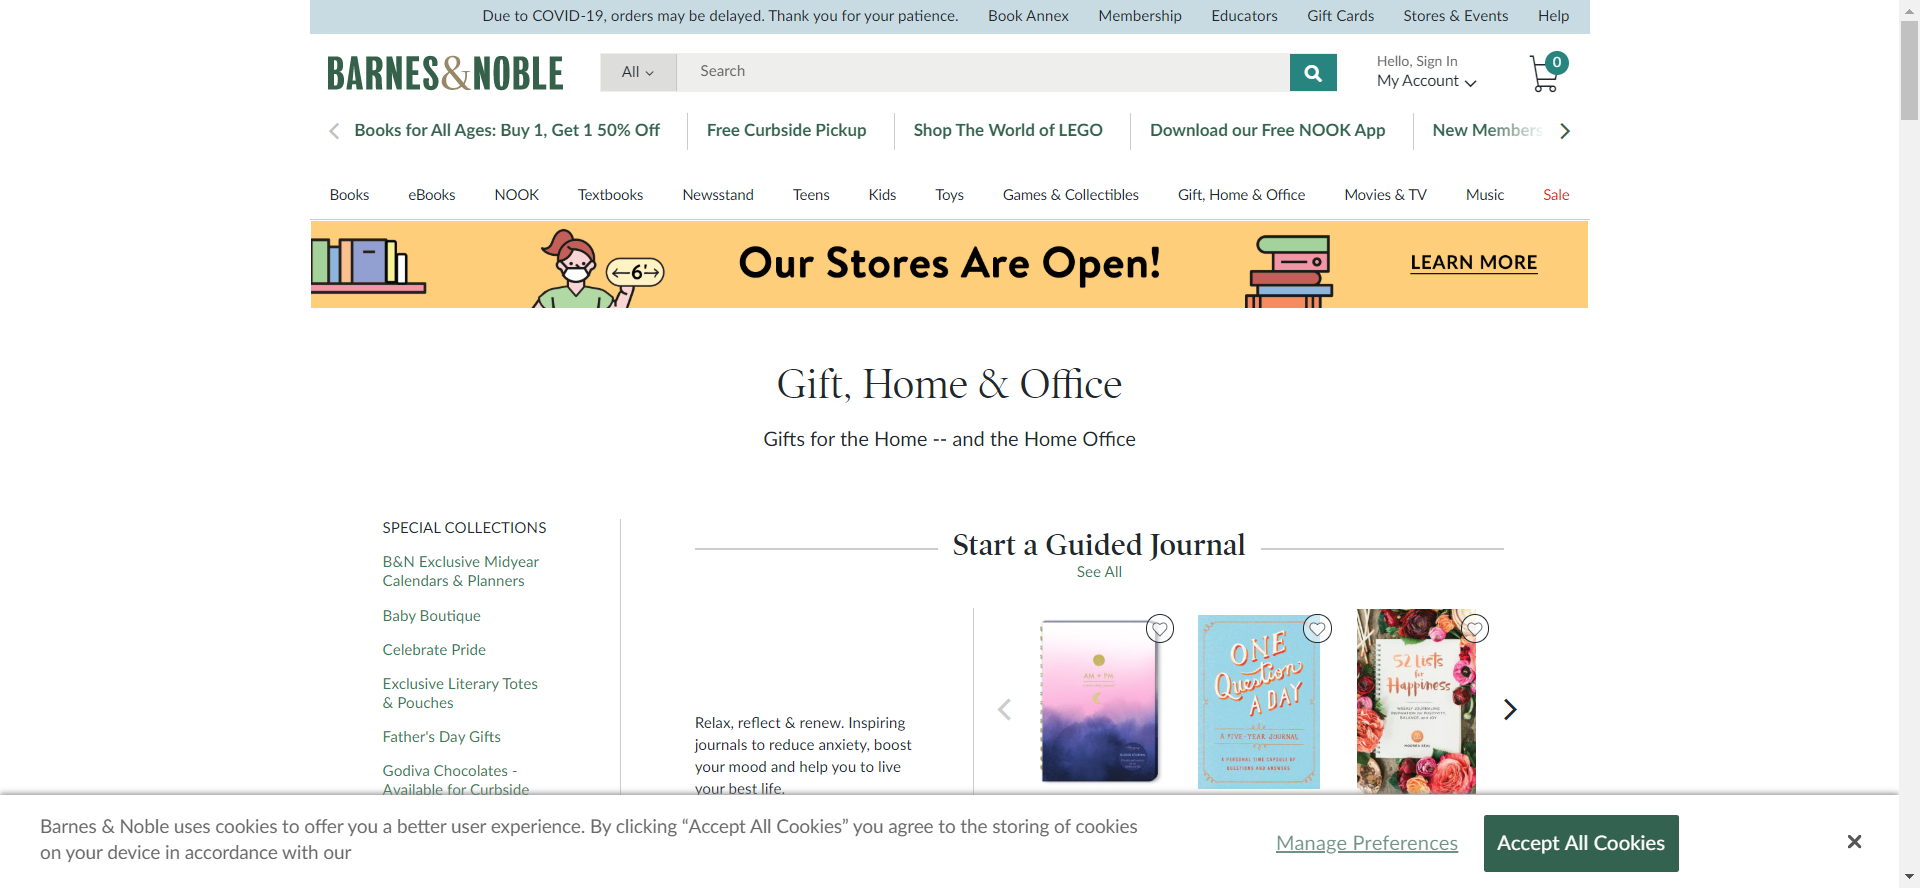 Due to COVID-19, orders may be delayed. Thank you for your patience. Book Annex Membership Educators Gift Cards Stores & Events Help
BARNES&NOBLE
All
Search
Hello, Sign In
My Account
0
Books for All Ages: Buy 1, Get 1 50% Off Free Curbside Pickup Shop The World of LEGO Download our Free NOOK App New Members
Books eBooks NOOK Textbooks Newsstand Teens Kids Toys Games & Collectibles Gift, Home & Office Movies & TV Music Sale
6'
Our Stores Are Open!
LEARN MORE
Gift, Home & Office
Gifts for the Home -- and the Home Office
SPECIAL COLLECTIONS
B&N Exclusive Midyear
Calendars & Planners
Baby Boutique
Celebrate Pride
Exclusive Literary Totes
& Pouches
Father's Day Gifts
Godiva Chocolates -
Available for Curbside
Start a Guided Journal
See All
Relax, reflect & renew. Inspiring
journals to reduce anxiety, boost
your mood and help you to live
your best life.
AM PM
ONE
Question
A DAY
A FIVE-YEAR JOURNAL
A PERSONAL TIME CAPSULE OF
QUESTIONS AND ANSWERS
52 Lists
for
Happiness
Barnes & Noble uses cookies to offer you a better user experience. By clicking “Accept All Cookies” you agree to the storing of cookies
on your device in accordance with our
Manage Preferences
Accept All Cookies